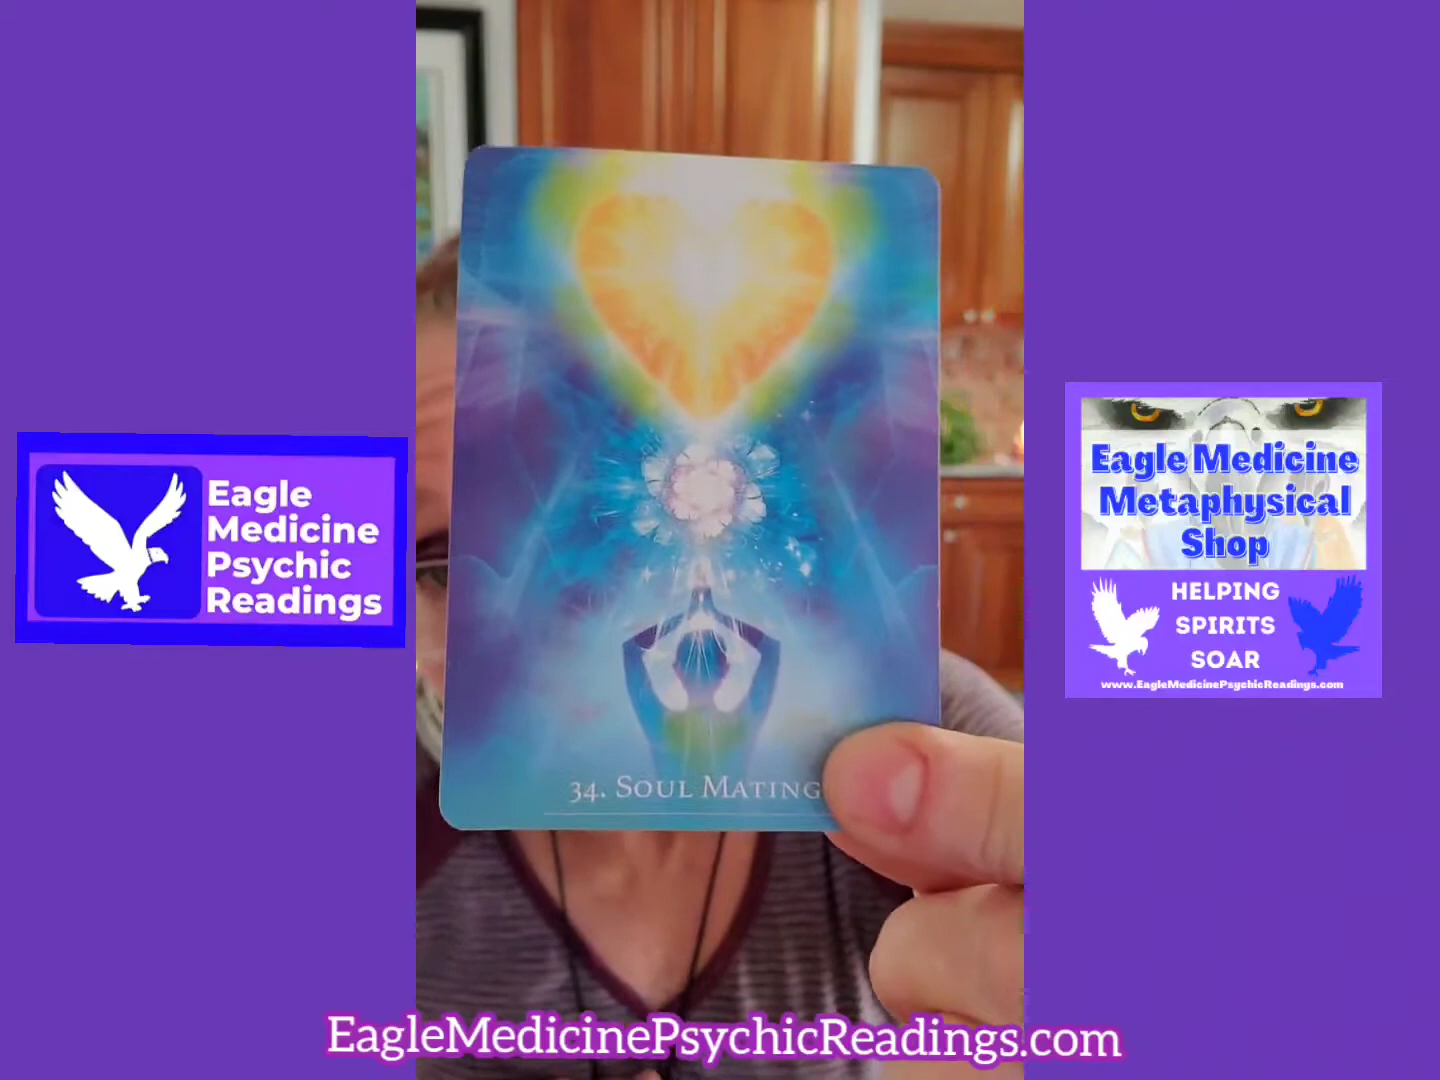 Eagle
Medicine
Psychic
Readings
34. SOUL MATING
Eagle Medicine
Metaphysical
Shop
HELPING
SPIRITS
SOAR
www.EagleMedicinePsychicReadings.com
EagleMedicinePsychicReadings.com